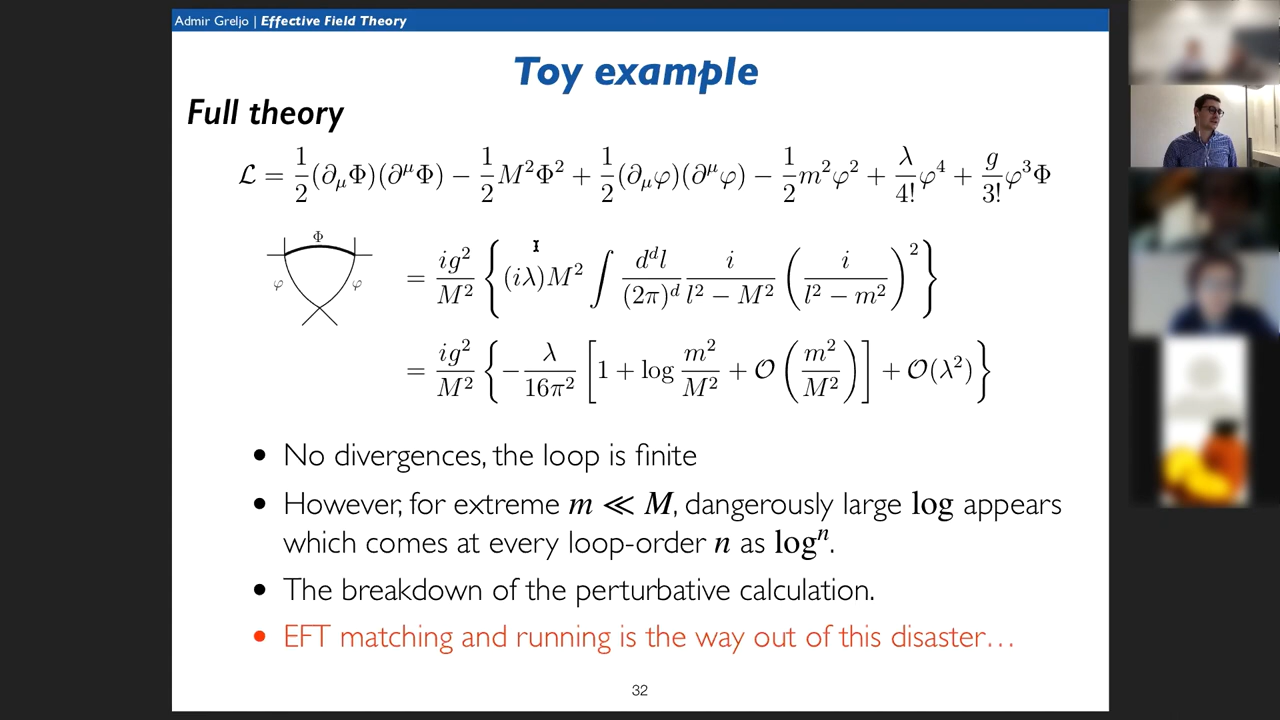 Admir Greljo | Effective Field Theory
Toy example
Full theory
ℒ = 1/2 (∂_μΦ)(∂^μΦ) − 1/2 M²Φ² + 1/2 (∂_μφ)(∂^μφ) − 1/2 m²φ² + λ/4! φ⁴ + g/3! φ³Φ
Φ
φ φ
= ig²/M² { (iλ)M² ∫ d^d l/(2π)^d i/(l² − M²) ( i/(l² − m²) )² }
= ig²/M² { − λ/16π² [ 1 + log m²/M² + 𝒪( m²/M² ) ] + 𝒪(λ²) }
• No divergences, the loop is finite
• However, for extreme m ≪ M, dangerously large log appears
which comes at every loop-order n as logⁿ.
• The breakdown of the perturbative calculation.
• EFT matching and running is the way out of this disaster…
32